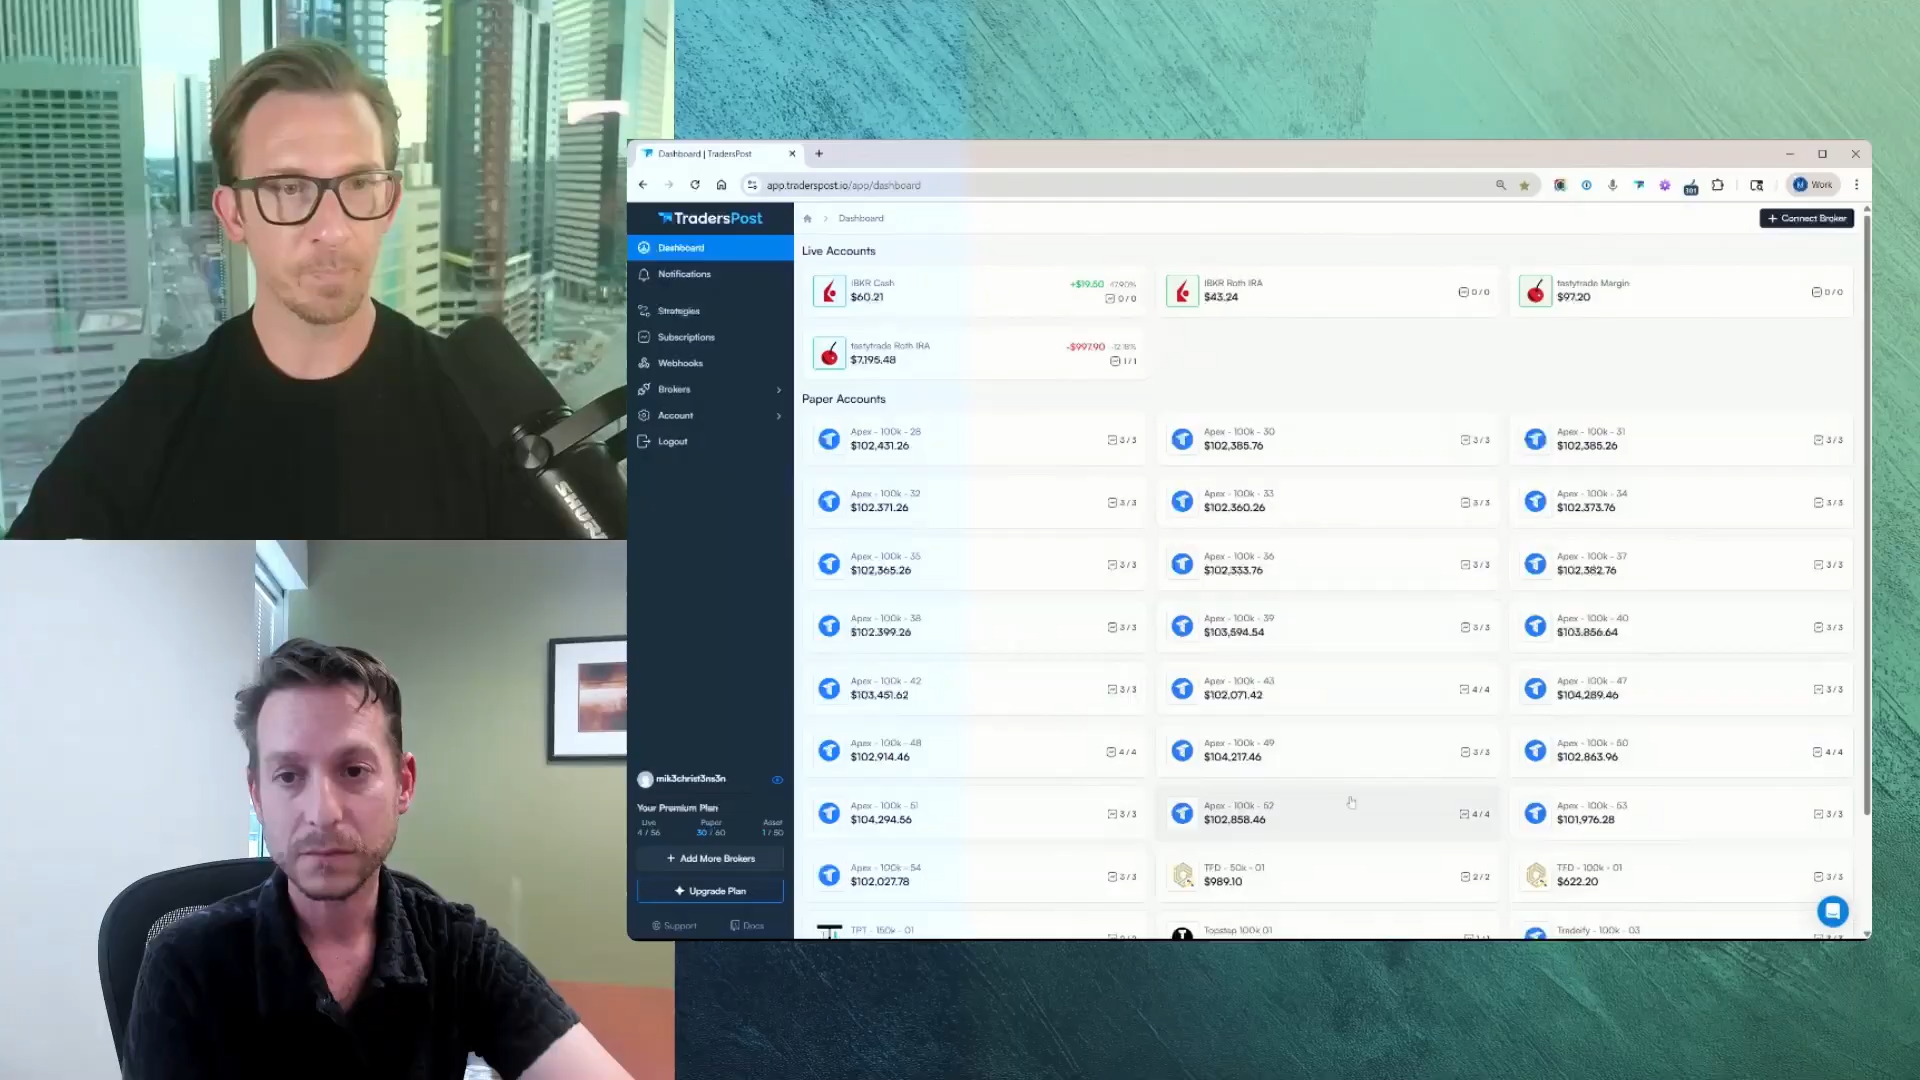 Dashboard | TradersPost
app.traderspost.io/app/dashboard
Work
TradersPost
Dashboard
Connect Broker
Dashboard
Notifications
Strategies
Subscriptions
Webhooks
Brokers
Account
Logout
mik3christ3ns3n
Your Premium Plan
Live Paper Asset
4 / 56 30 / 60 1 / 50
Add More Brokers
Upgrade Plan
Support Docs
Live Accounts
IBKR Cash
$60.21
+$19.50 47.90%
0 / 0
IBKR Roth IRA
$43.24
0 / 0
tastytrade Margin
$97.20
0 / 0
tastytrade Roth IRA
$7,195.48
-$997.90 -12.18%
1 / 1
Paper Accounts
Apex - 100k - 28
$102,431.26
3 / 3
Apex - 100k - 30
$102,385.76
3 / 3
Apex - 100k - 31
$102,385.26
3 / 3
Apex - 100k - 32
$102,371.26
3 / 3
Apex - 100k - 33
$102,360.26
3 / 3
Apex - 100k - 34
$102,373.76
3 / 3
Apex - 100k - 35
$102,365.26
3 / 3
Apex - 100k - 36
$102,333.76
3 / 3
Apex - 100k - 37
$102,382.76
3 / 3
Apex - 100k - 38
$102,399.26
3 / 3
Apex - 100k - 39
$103,594.54
3 / 3
Apex - 100k - 40
$103,856.64
3 / 3
Apex - 100k - 42
$103,451.62
3 / 3
Apex - 100k - 43
$102,071.42
4 / 4
Apex - 100k - 47
$104,289.46
3 / 3
Apex - 100k - 48
$102,914.46
4 / 4
Apex - 100k - 49
$104,217.46
3 / 3
Apex - 100k - 50
$102,863.96
4 / 4
Apex - 100k - 51
$104,294.56
3 / 3
Apex - 100k - 52
$102,858.46
4 / 4
Apex - 100k - 53
$101,976.28
3 / 3
Apex - 100k - 54
$102,027.78
3 / 3
TFD - 50k - 01
$989.10
2 / 2
TFD - 100k - 01
$622.20
3 / 3
TPT - 150k - 01
Topstep 100k 01
Tradeify - 100k - 03
SHURE